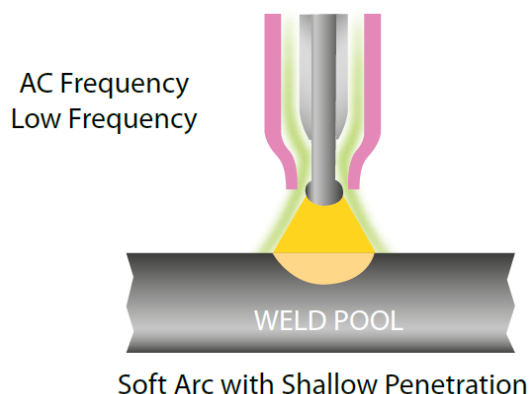 AC Frequency
Low Frequency
WELD POOL
Soft Arc with Shallow Penetration